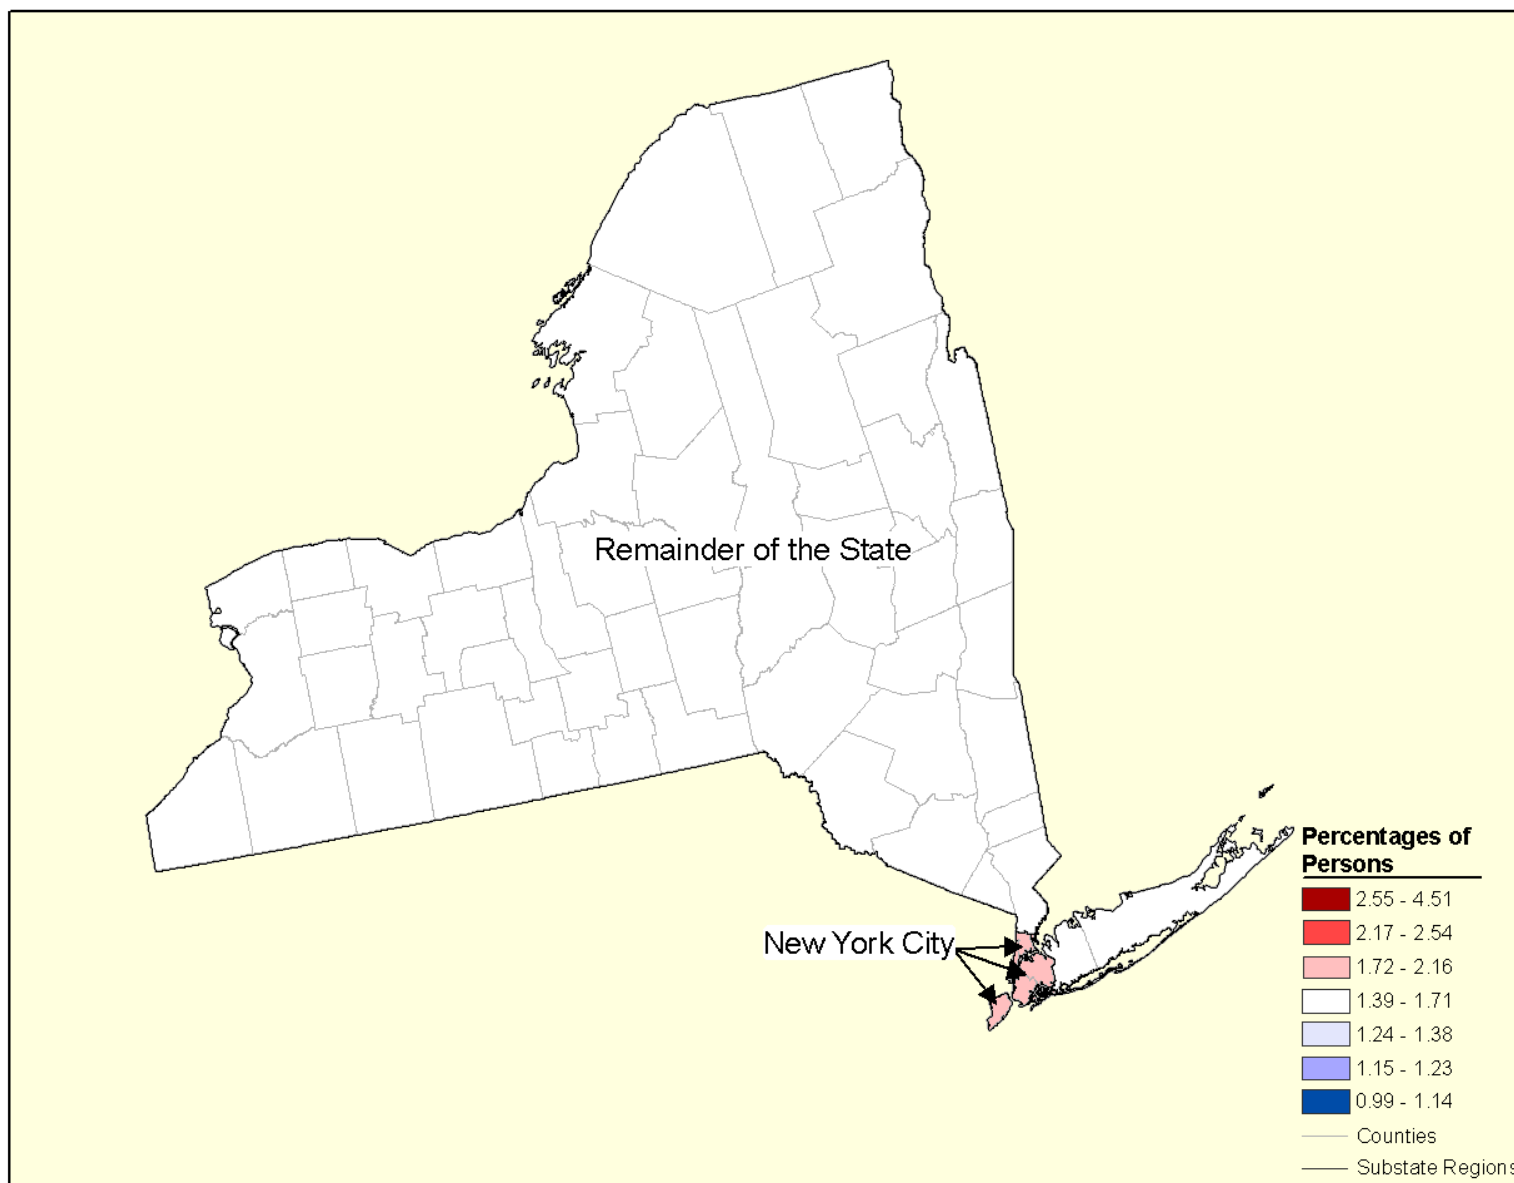 Remainder of the State
New York City
Percentages of
Persons
2.55 - 4.51
2.17 - 2.54
1.72 - 2.16
1.39 - 1.71
1.24 - 1.38
1.15 - 1.23
0.99 - 1.14
Counties
Substate Regions